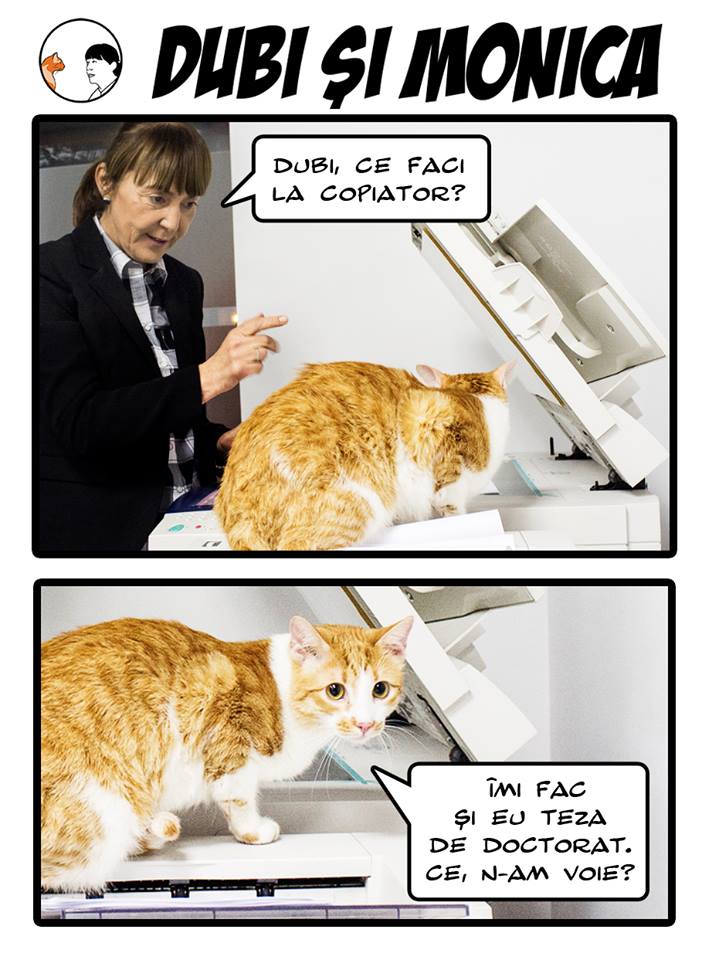 DUBI ȘI MONICA
DUBI, CE FACI
LA COPIATOR?
ÎMI FAC
ȘI EU TEZA
DE DOCTORAT.
CE, N-AM VOIE?